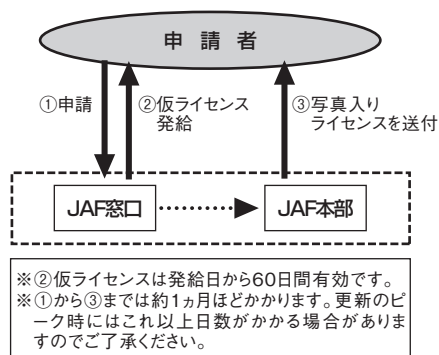 申請者
①申請
②仮ライセンス
発給
③写真入り
ライセンスを送付
JAF窓口
JAF本部
※②仮ライセンスは発給日から60日間有効です。
※①から③までは約1ヵ月ほどかかります。更新のピ
ーク時にはこれ以上日数がかかる場合がありま
すのでご了承ください。